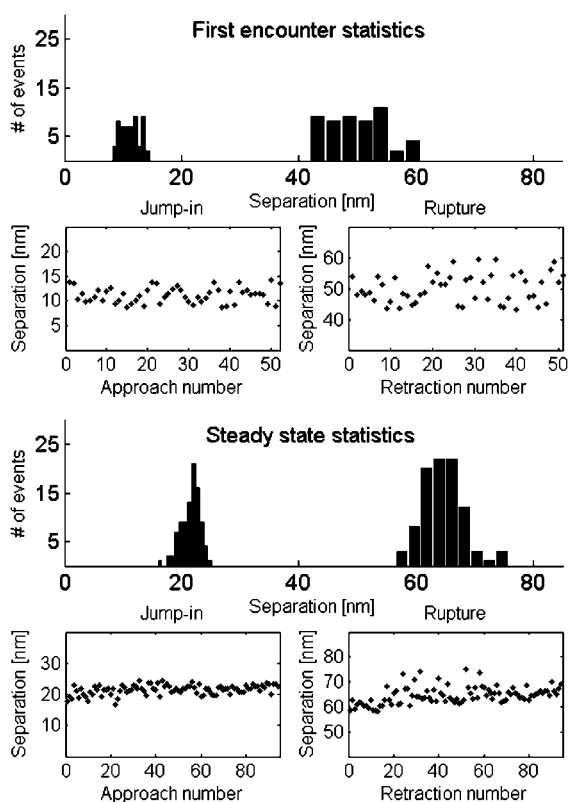 First encounter statistics
# of events
25
15
5
0 20 40 60 80
Jump-in Separation [nm] Rupture
Separation [nm]
25
20
15
10
5
0 10 20 30 40 50
Approach number
Separation [nm]
60
50
40
0 10 20 30 40 50
Retraction number
Steady state statistics
# of events
25
15
5
0 20 40 60 80
Jump-in Separation [nm] Rupture
Separation [nm]
30
20
10
0 20 40 60 80
Approach number
Separation [nm]
80
70
60
50
0 20 40 60 80
Retraction number